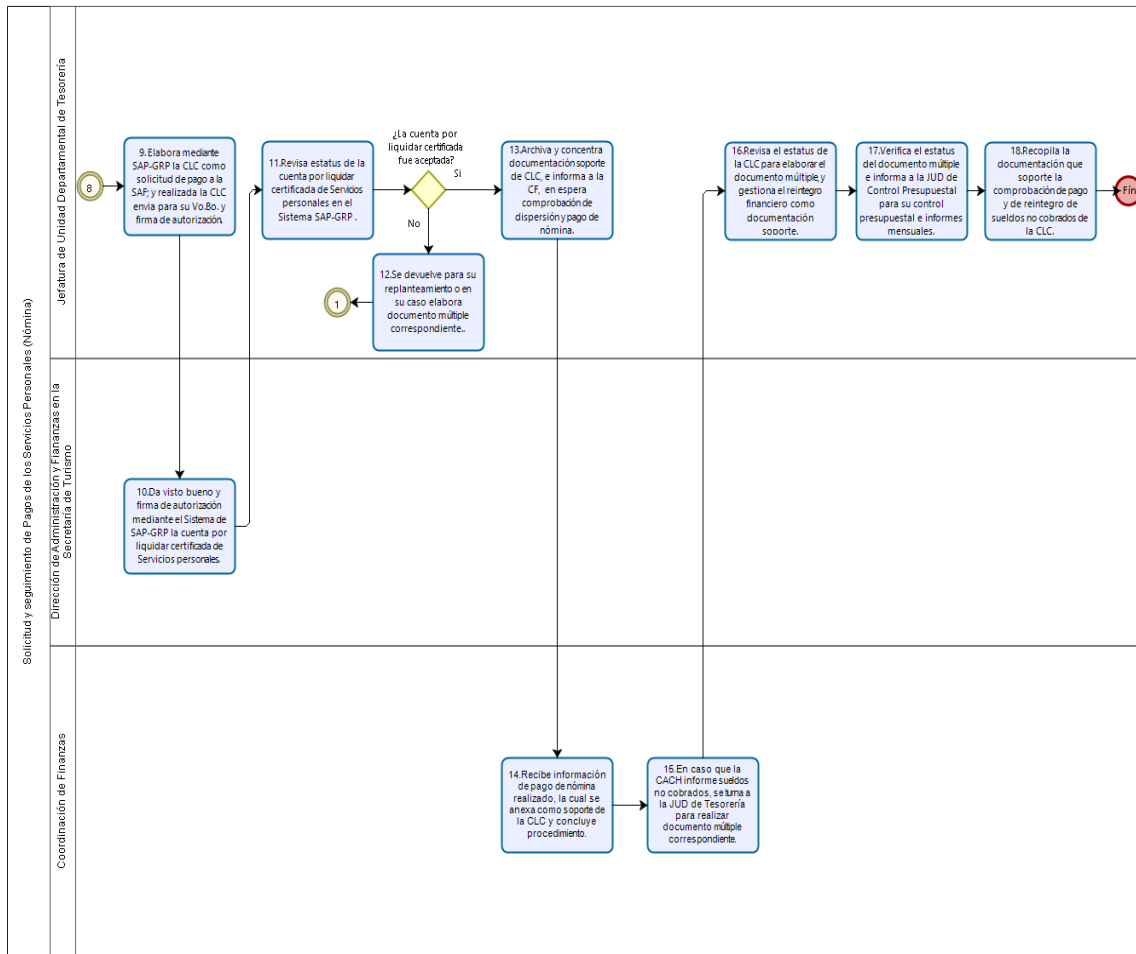 Solicitud y seguimiento de Pagos de los Servicios Personales (Nómina)
Jefatura de Unidad Departamental de Tesorería
8
9.Elabora mediante
SAP-GRP la CLC como
solicitud de pago a la
SAF; y realizada la CLC
envia para su Vo.Bo. y
firma de autorización.
11.Revisa estatus de la
cuenta por liquidar
certificada de Servicios
personales en el
Sistema SAP-GRP .
¿La cuenta por
liquidar certificada
fue aceptada?
Si
No
12.Se devuelve para su
replanteamiento o en
su caso elabora
documento múltiple
correspondiente..
1
13.Archiva y concentra
documentación soporte
de CLC, e informa a la
CF, en espera
comprobación de
dispersión y pago de
nómina.
16.Revisa el estatus de
la CLC para elaborar el
documento múltiple, y
gestiona el reintegro
financiero como
documentación
soporte.
17.Verifica el estatus
del documento múltiple
e informa a la JUD de
Control Presupuestal
para su control
presupuestal e informes
mensuales.
18.Recopila la
documentación que
soporte la
comprobación de pago
y de reintegro de
sueldos no cobrados de
la CLC.
Fin
Dirección de Administración y Fiananzas en la
Secretaría de Turismo
10.Da visto bueno y
firma de autorización
mediante el Sistema de
SAP-GRP la cuenta por
liquidar certificada de
Servicios personales.
Coordinación de Finanzas
14.Recibe información
de pago de nómina
realizado, la cual se
anexa como soporte de
la CLC y concluye
procedimiento.
15.En caso que la
CACH informe sueldos
no cobrados, se turna a
la JUD de Tesorería
para realizar
documento múltiple
correspondiente.